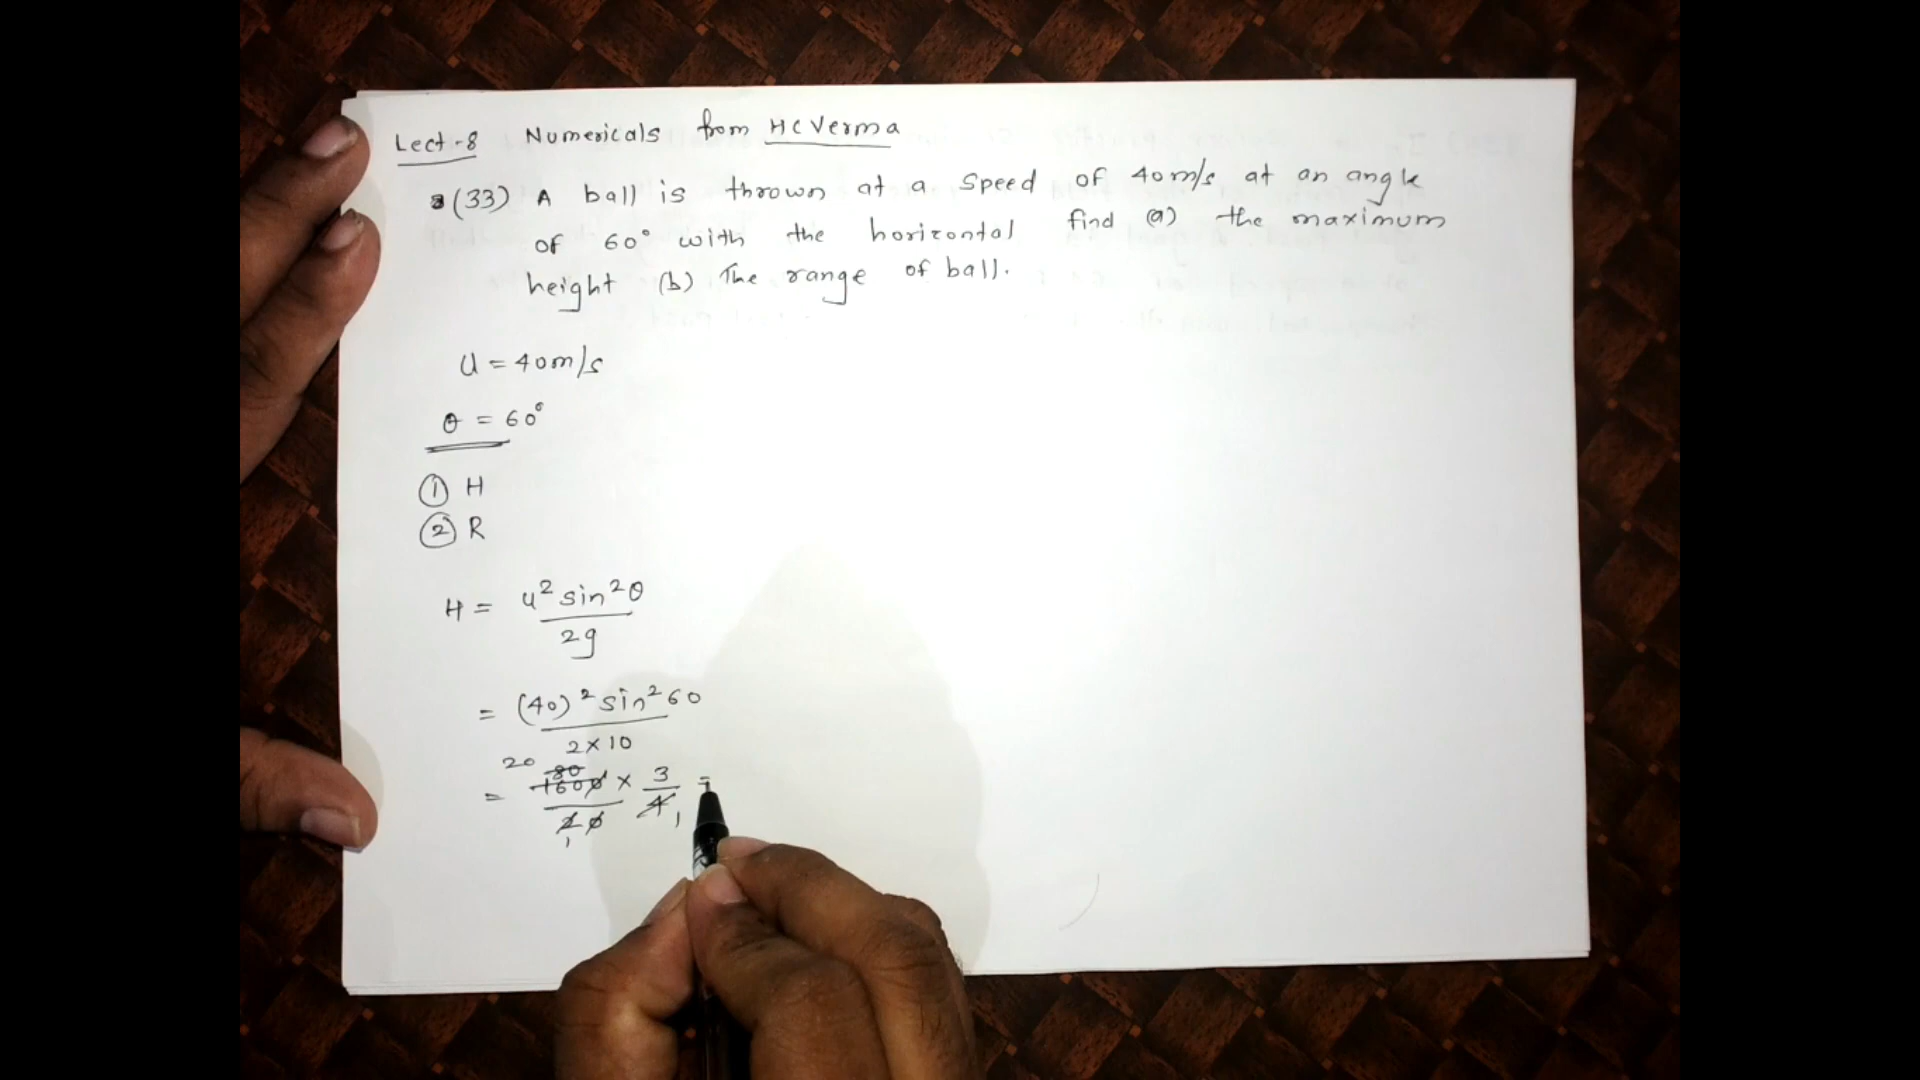 Lect-8 Numericals from HC Verma
(33) A ball is thrown at a speed of 40m/s at an angle
of 60° with the horizontal find (a) the maximum
height (b) The range of ball.
u = 40m/s
θ = 60°
① H
② R
H = u² sin²θ
2g
= (40)² sin² 60
2 × 10
20 80
= 1600 × 3 =
20 4 1
1